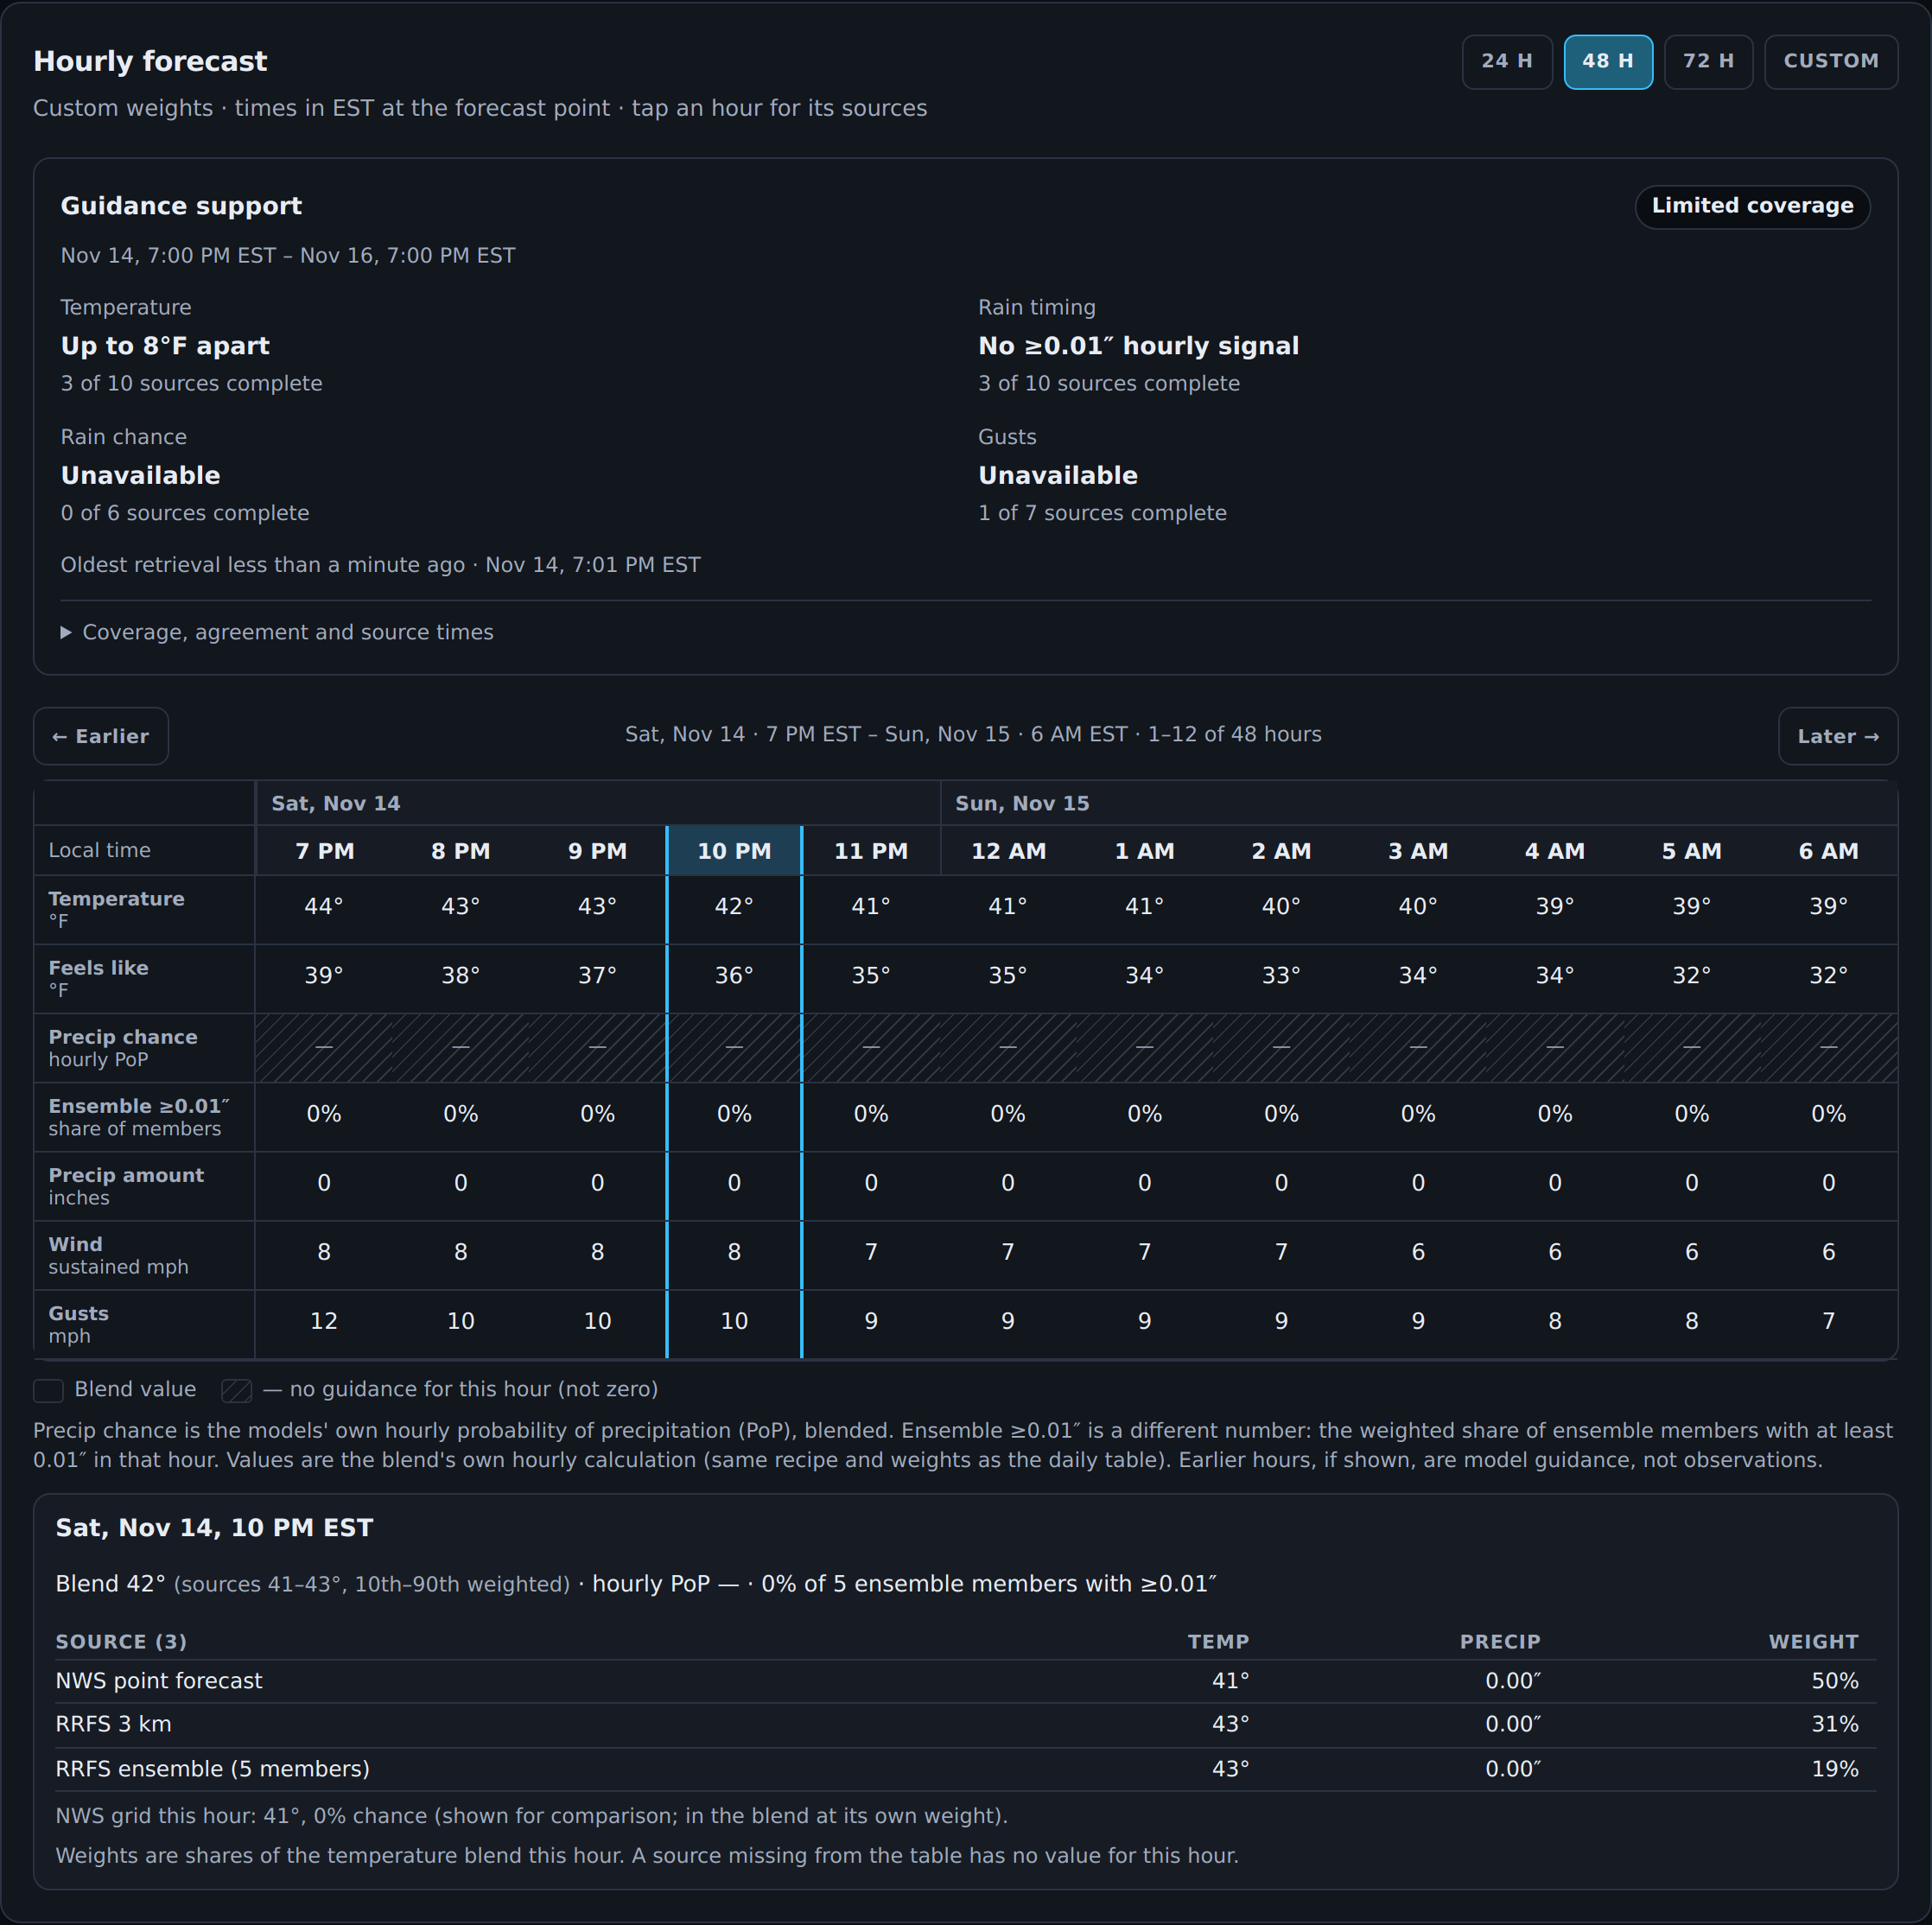 Hourly forecast
24 H 48 H 72 H CUSTOM
Custom weights · times in EST at the forecast point · tap an hour for its sources
Guidance support
Limited coverage
Nov 14, 7:00 PM EST – Nov 16, 7:00 PM EST
Temperature
Up to 8°F apart
3 of 10 sources complete
Rain timing
No ≥0.01″ hourly signal
3 of 10 sources complete
Rain chance
Unavailable
0 of 6 sources complete
Gusts
Unavailable
1 of 7 sources complete
Oldest retrieval less than a minute ago · Nov 14, 7:01 PM EST
▶ Coverage, agreement and source times
← Earlier
Sat, Nov 14 · 7 PM EST – Sun, Nov 15 · 6 AM EST · 1–12 of 48 hours
Later →
Sat, Nov 14 Sun, Nov 15
Local time 7 PM 8 PM 9 PM 10 PM 11 PM 12 AM 1 AM 2 AM 3 AM 4 AM 5 AM 6 AM
Temperature
°F
44° 43° 43° 42° 41° 41° 41° 40° 40° 39° 39° 39°
Feels like
°F
39° 38° 37° 36° 35° 35° 34° 33° 34° 34° 32° 32°
Precip chance
hourly PoP
— — — — — — — — — — — —
Ensemble ≥0.01″
share of members
0% 0% 0% 0% 0% 0% 0% 0% 0% 0% 0% 0%
Precip amount
inches
0 0 0 0 0 0 0 0 0 0 0 0
Wind
sustained mph
8 8 8 8 7 7 7 7 6 6 6 6
Gusts
mph
12 10 10 10 9 9 9 9 9 8 8 7
Blend value — no guidance for this hour (not zero)
Precip chance is the models' own hourly probability of precipitation (PoP), blended. Ensemble ≥0.01″ is a different number: the weighted share of ensemble members with at least
0.01″ in that hour. Values are the blend's own hourly calculation (same recipe and weights as the daily table). Earlier hours, if shown, are model guidance, not observations.
Sat, Nov 14, 10 PM EST
Blend 42° (sources 41–43°, 10th–90th weighted) · hourly PoP — · 0% of 5 ensemble members with ≥0.01″
SOURCE (3) TEMP PRECIP WEIGHT
NWS point forecast 41° 0.00″ 50%
RRFS 3 km 43° 0.00″ 31%
RRFS ensemble (5 members) 43° 0.00″ 19%
NWS grid this hour: 41°, 0% chance (shown for comparison; in the blend at its own weight).
Weights are shares of the temperature blend this hour. A source missing from the table has no value for this hour.